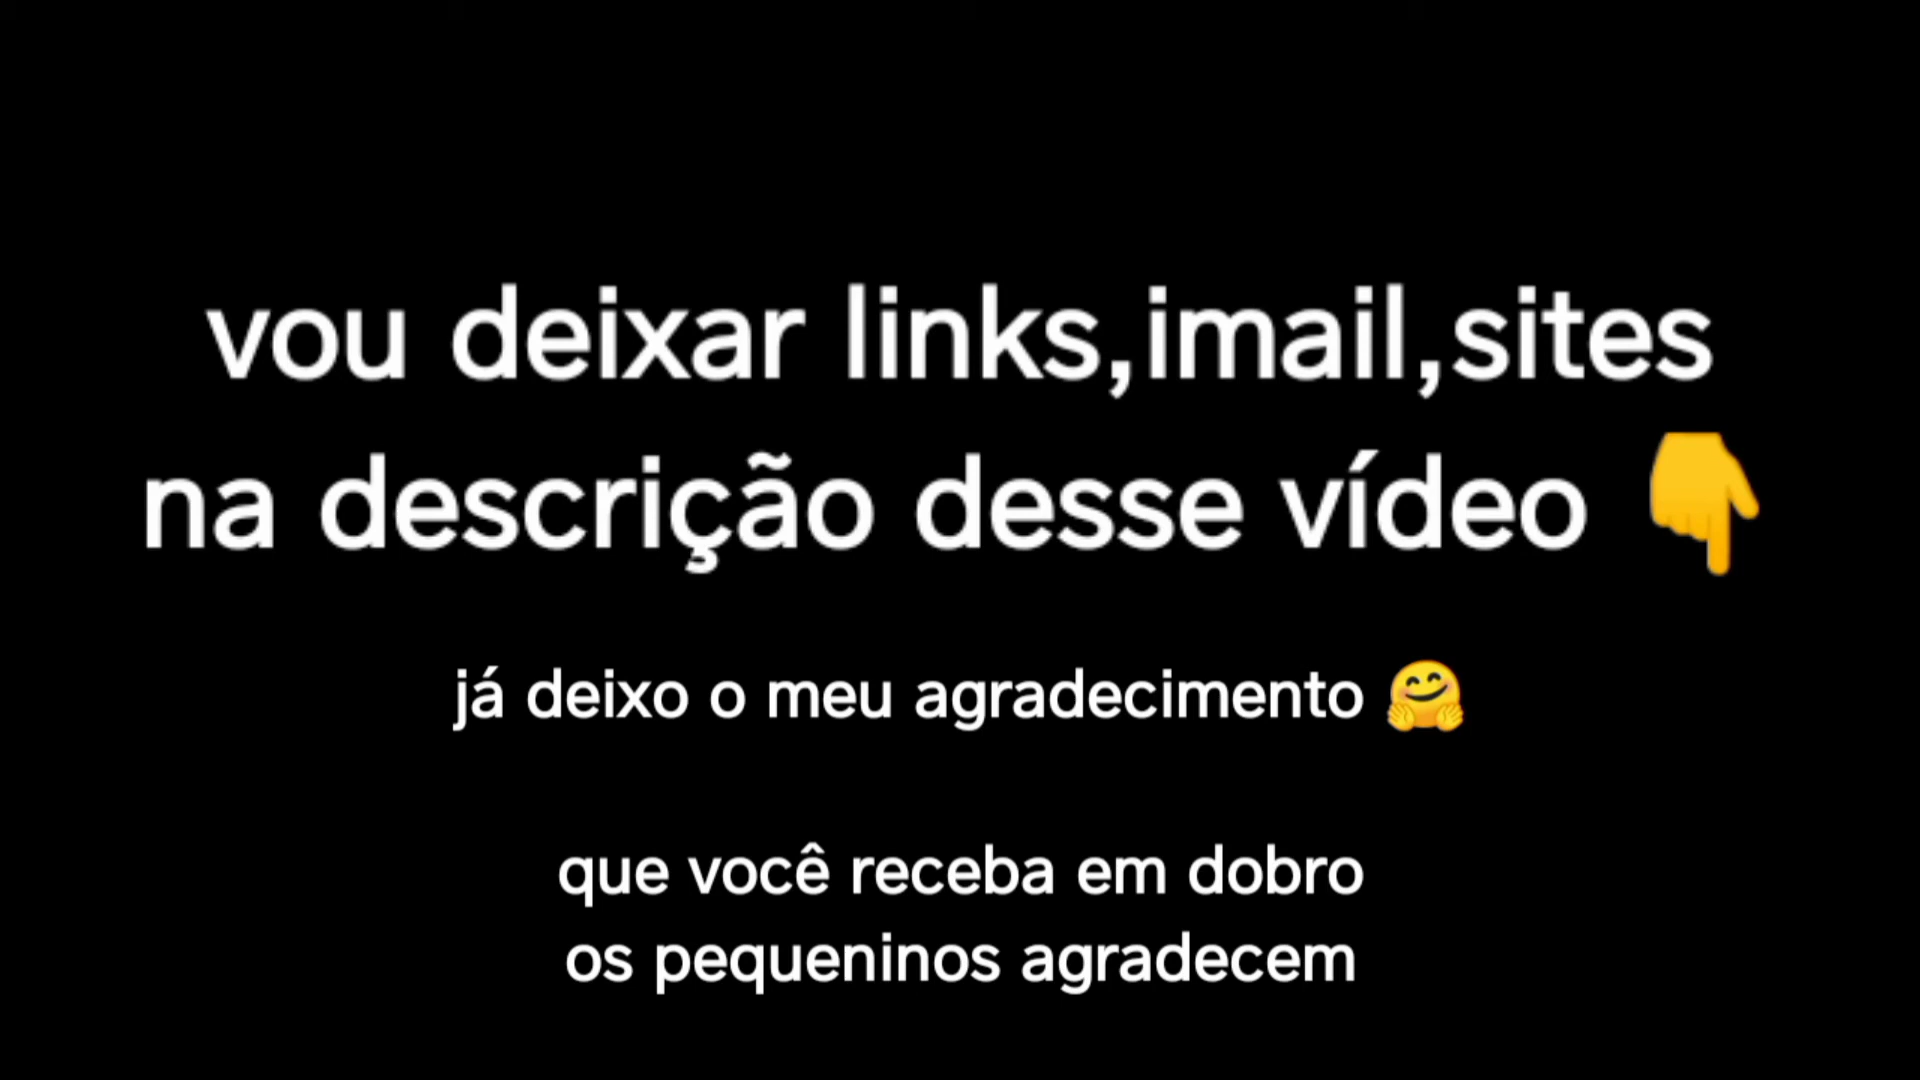 vou deixar links,imail,sites
na descrição desse vídeo 👇
já deixo o meu agradecimento 🤗
que você receba em dobro
os pequeninos agradecem